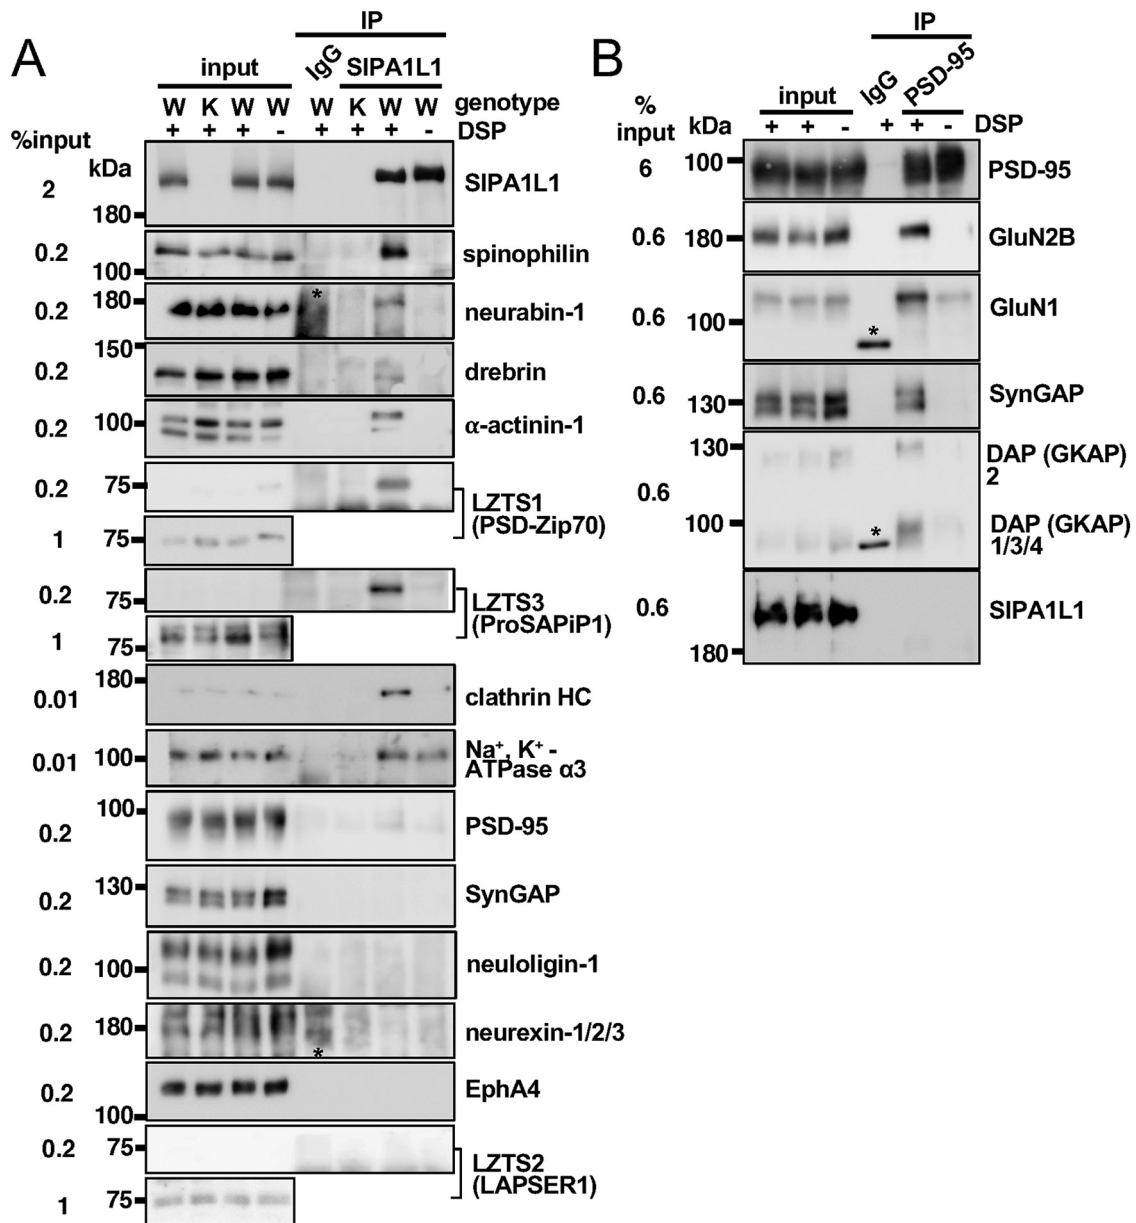 A
IP
input
IgG
SIPA1L1
W K W W W K W W genotype
+ + + - + + + - DSP
%input
kDa
2
180
SIPA1L1
0.2
100
spinophilin
0.2
180
*
neurabin-1
150
0.2
drebrin
0.2
100
α-actinin-1
0.2
75
LZTS1
(PSD-Zip70)
1
75
0.2
75
LZTS3
(ProSAPiP1)
1
75
180
0.01
clathrin HC
0.01
100
Na+, K+ -
ATPase α3
100
0.2
PSD-95
130
0.2
SynGAP
0.2
100
neuloligin-1
0.2
180
*
neurexin-1/2/3
0.2
100
EphA4
0.2
75
LZTS2
(LAPSER1)
1
75
B
IP
input
IgG
PSD-95
%
input
kDa
+ + - + + - DSP
6
100
PSD-95
0.6
180
GluN2B
0.6
100
*
GluN1
0.6
130
SynGAP
130
DAP (GKAP)
2
0.6
100
*
DAP (GKAP)
1/3/4
0.6
180
SIPA1L1